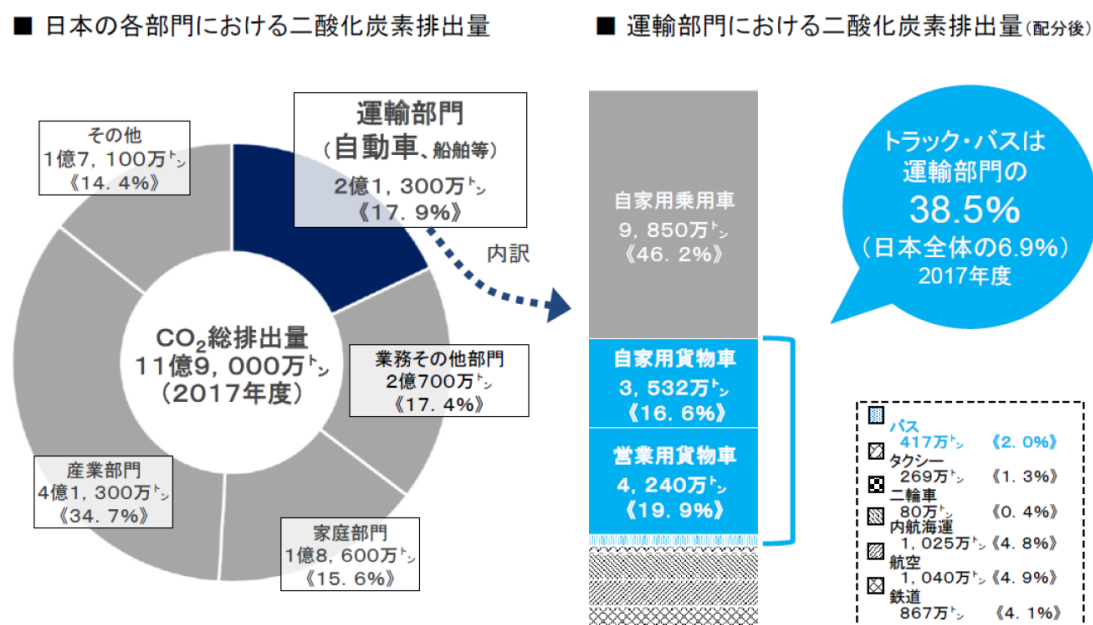 ■ 日本の各部門における二酸化炭素排出量
その他
1億7, 100万㌧
《14. 4%》
運輸部門
(自動車、船舶等)
2億1, 300万㌧
《17. 9%》
内訳
CO₂総排出量
11億9, 000万㌧
(2017年度)
業務その他部門
2億700万㌧
《17. 4%》
産業部門
4億1, 300万㌧
《34. 7%》
家庭部門
1億8, 600万㌧
《15. 6%》
■ 運輸部門における二酸化炭素排出量(配分後)
自家用乗用車
9, 850万㌧
《46. 2%》
自家用貨物車
3, 532万㌧
《16. 6%》
営業用貨物車
4, 240万㌧
《19. 9%》
トラック・バスは
運輸部門の
38.5%
(日本全体の6.9%)
2017年度
バス
417万㌧ 《2. 0%》
タクシー
269万㌧ 《1. 3%》
二輪車
80万㌧ 《0. 4%》
内航海運
1, 025万㌧ 《4. 8%》
航空
1, 040万㌧ 《4. 9%》
鉄道
867万㌧ 《4. 1%》